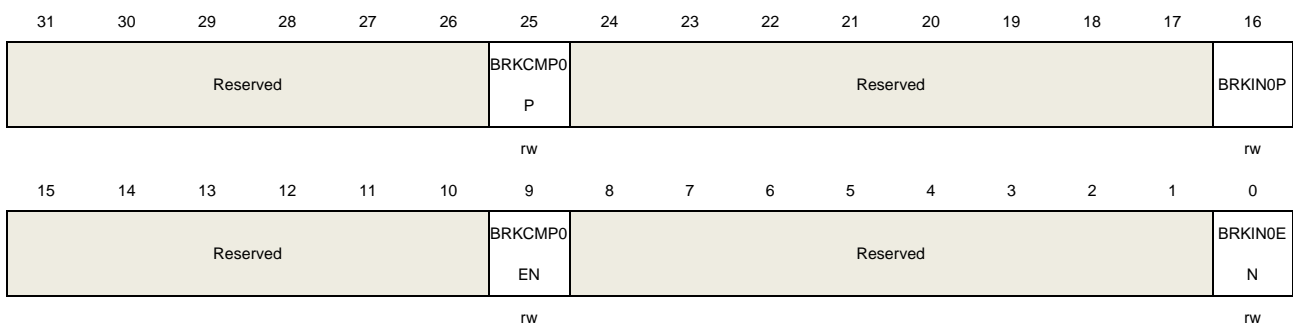 31 30 29 28 27 26 25 24 23 22 21 20 19 18 17 16
Reserved BRKCMP0 Reserved BRKIN0P
P
rw rw
15 14 13 12 11 10 9 8 7 6 5 4 3 2 1 0
Reserved BRKCMP0 Reserved BRKIN0E
EN N
rw rw